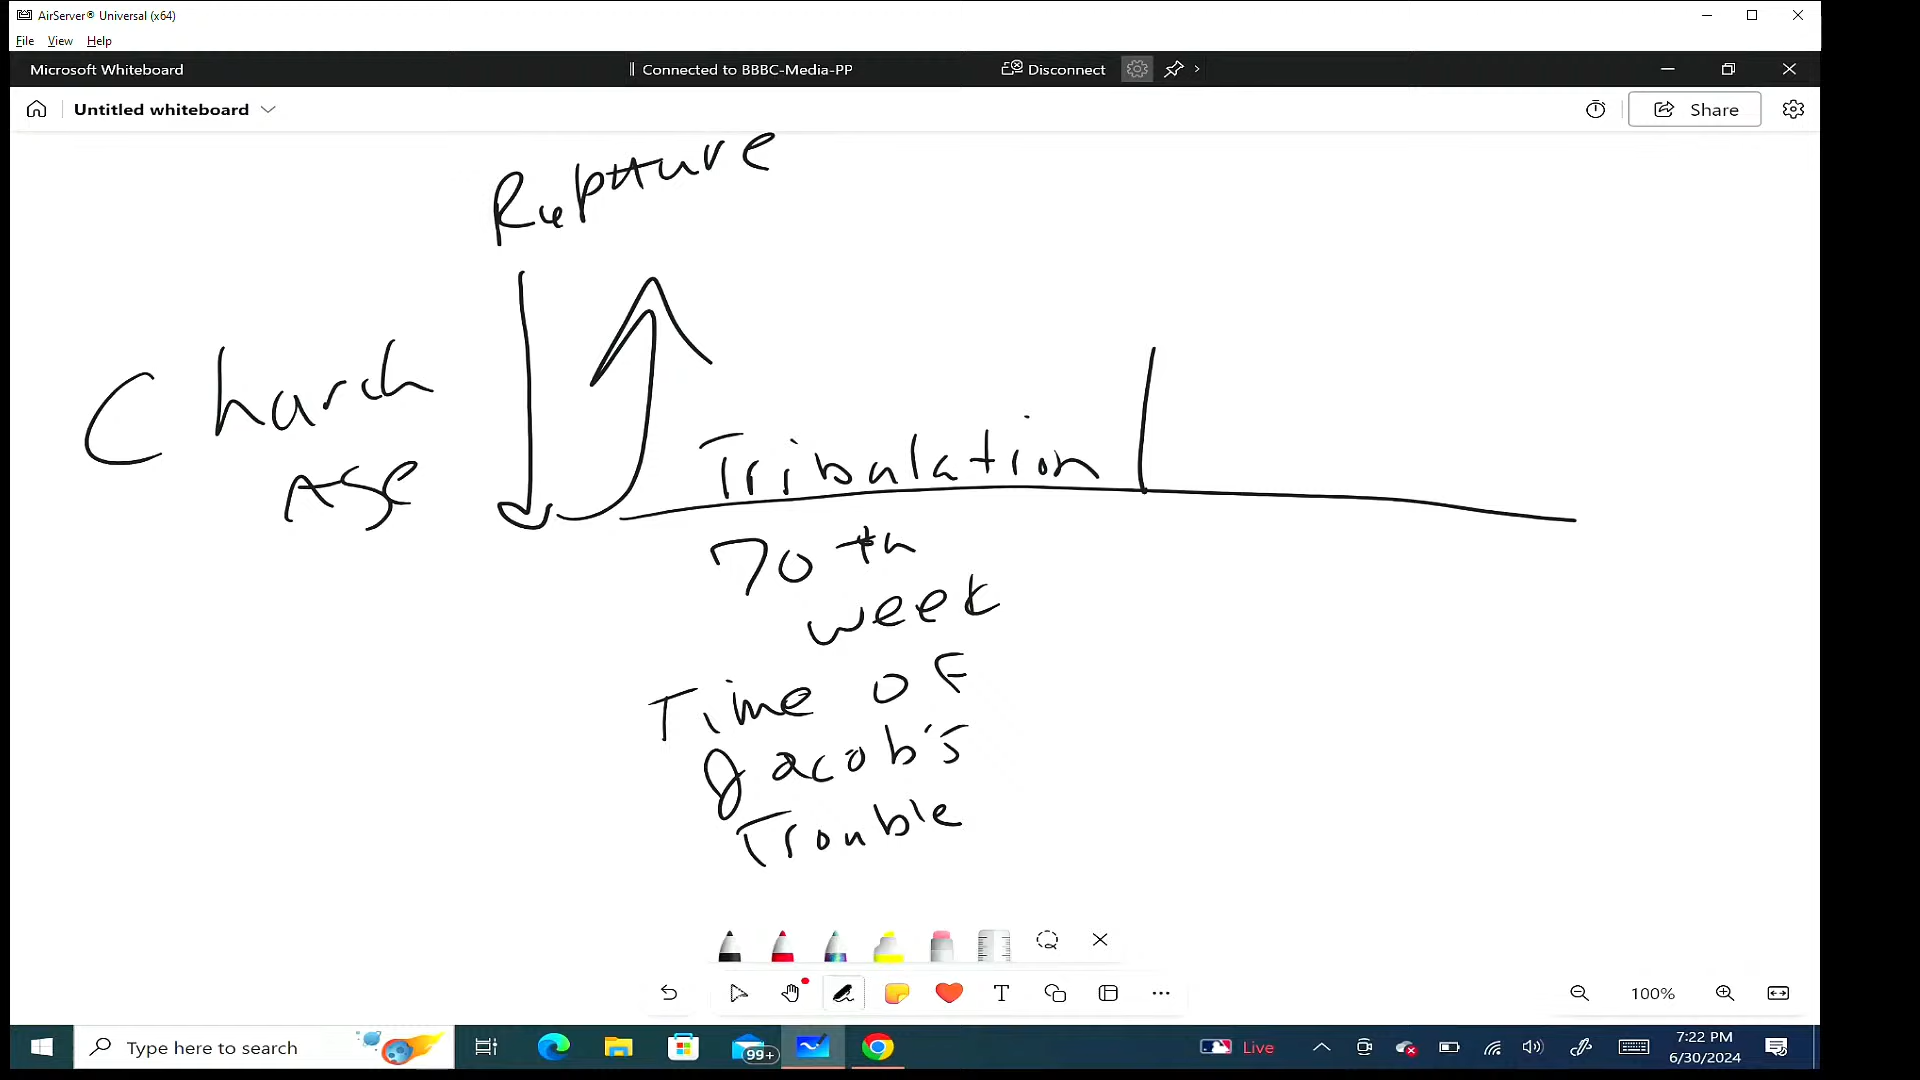 AirServer® Universal (x64)
File View Help
Microsoft Whiteboard
Connected to BBBC-Media-PP
Disconnect
Untitled whiteboard
Share
Rupture
Church
Age
Tribulation
70th
week
Time of
Jacob's
Trouble
T
100%
Type here to search
99+
Live
7:22 PM
6/30/2024